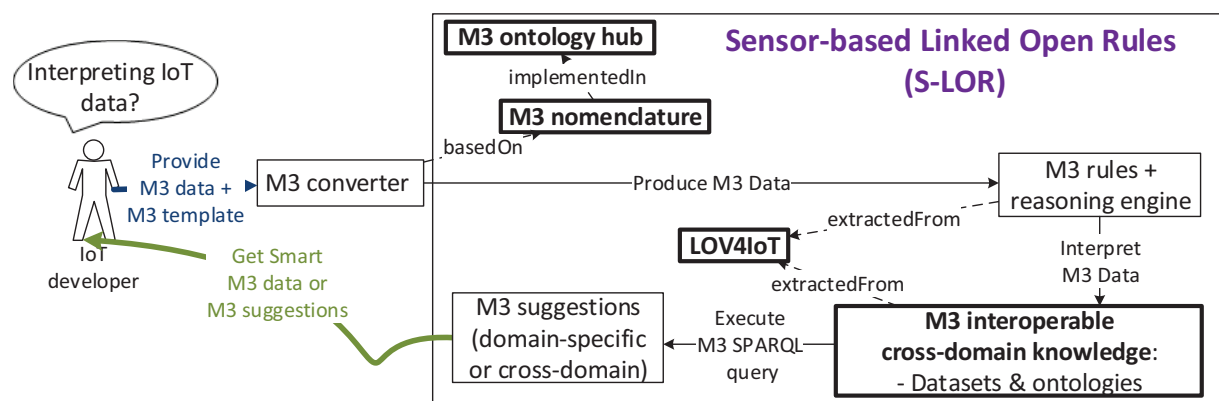 M3 ontology hub
Sensor-based Linked Open Rules
(S-LOR)
Interpreting IoT
data?
implementedIn
M3 nomenclature
basedOn
Provide
M3 data +
M3 template
M3 converter
Produce M3 Data
M3 rules +
reasoning engine
extractedFrom
LOV4IoT
IoT
developer
Get Smart
M3 data or
M3 suggestions
Interpret
M3 Data
extractedFrom
M3 suggestions
(domain-specific
or cross-domain)
Execute
M3 SPARQL
query
M3 interoperable
cross-domain knowledge:
- Datasets & ontologies